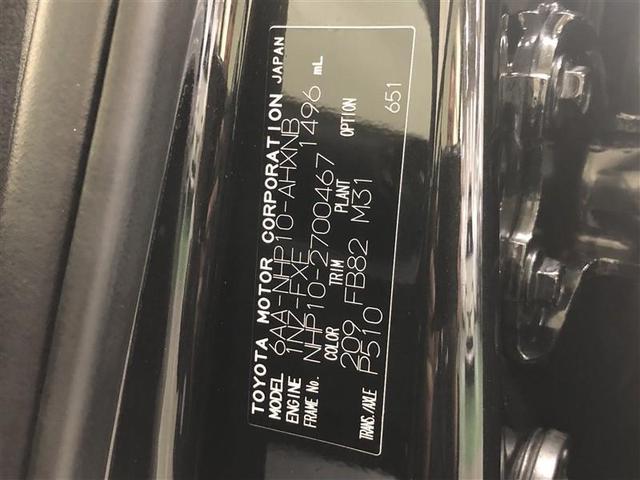 TOYOTA MOTOR CORPORATION JAPAN
MODEL 6AA-NHP10-AHXNB
ENGINE 1NZ-FXE 1496 mL
FRAME No. NHP10-2700467
COLOR TRIM PLANT OPTION
209 FB82 M31 651
TRANS./AXLE P510